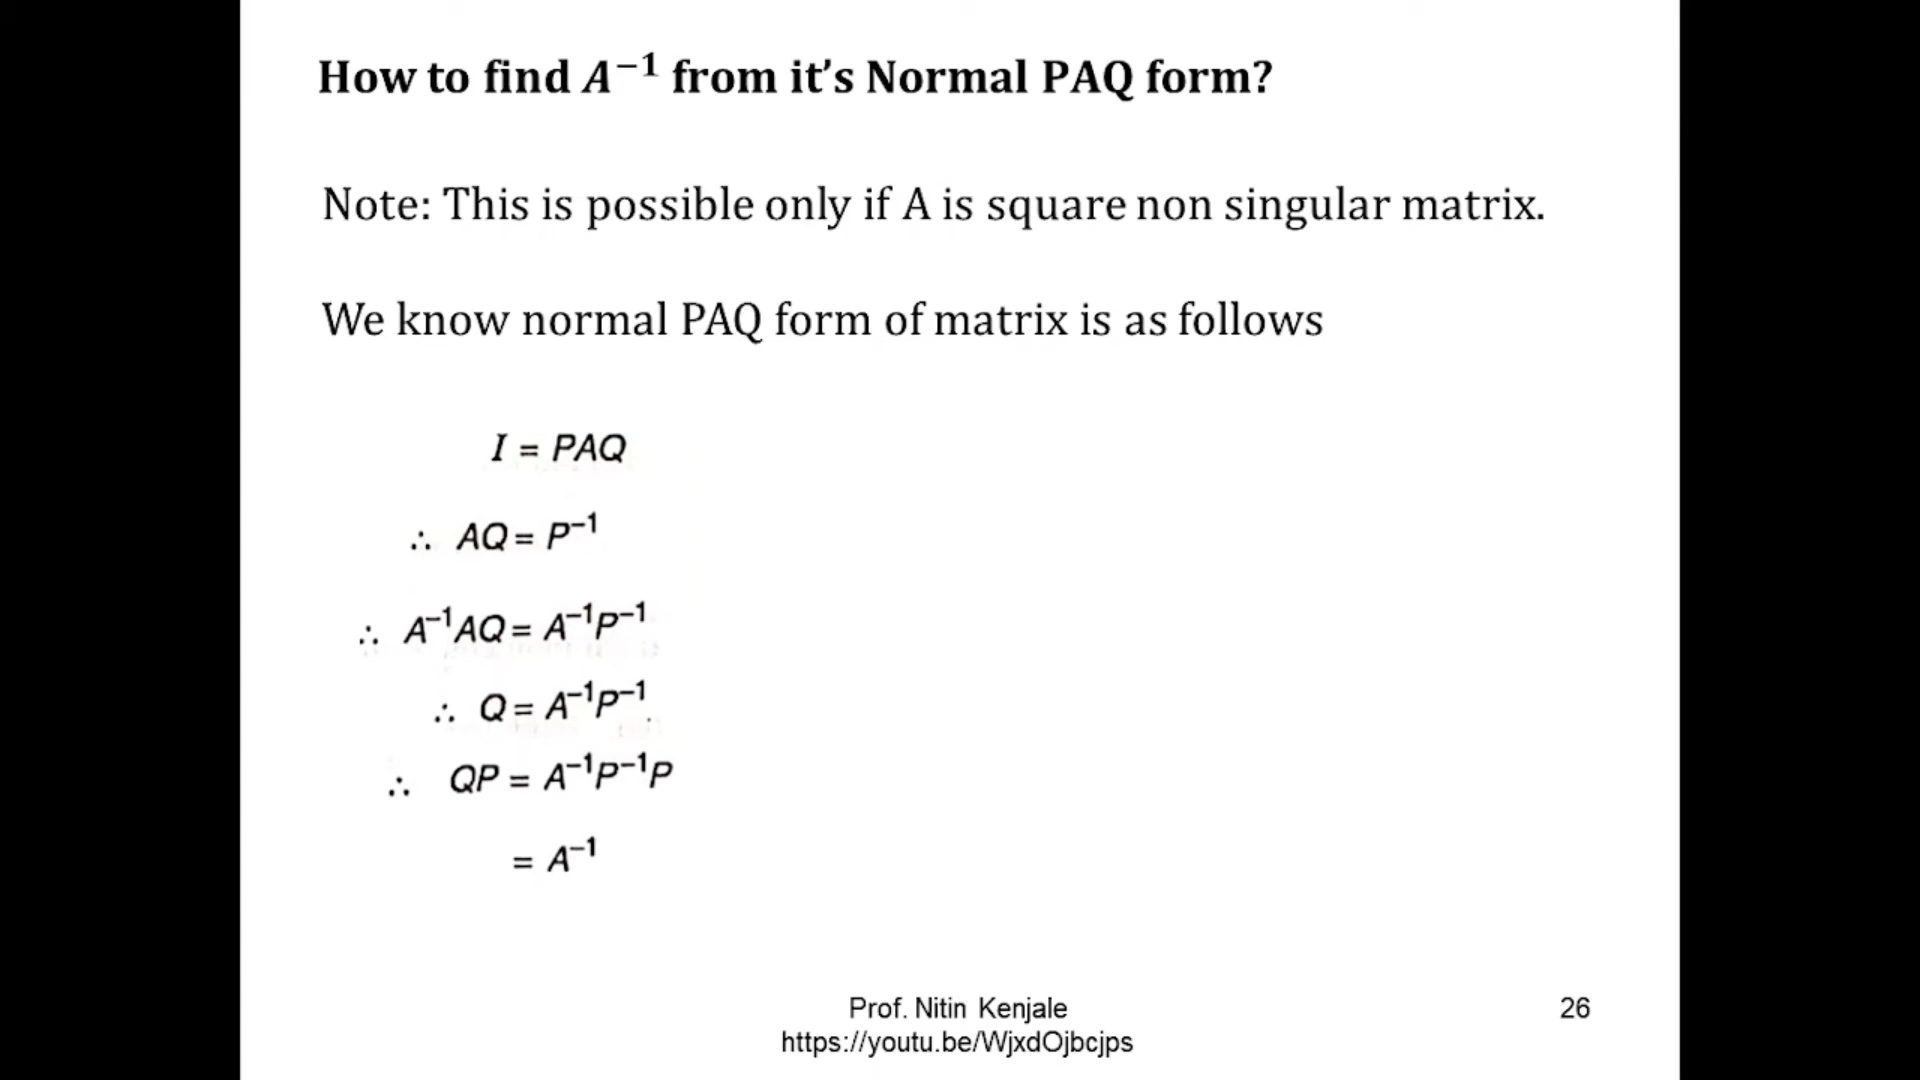 How to find A⁻¹ from it’s Normal PAQ form?
Note: This is possible only if A is square non singular matrix.
We know normal PAQ form of matrix is as follows
I = PAQ
∴ AQ = P⁻¹
∴ A⁻¹AQ = A⁻¹P⁻¹
∴ Q = A⁻¹P⁻¹
∴ QP = A⁻¹P⁻¹P
= A⁻¹
Prof. Nitin Kenjale
26
https://youtu.be/WjxdOjbcjps